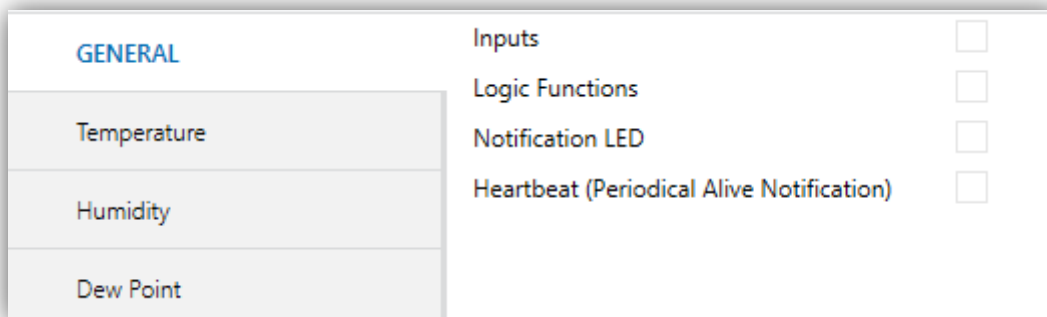 GENERAL
Temperature
Humidity
Dew Point
Inputs
Logic Functions
Notification LED
Heartbeat (Periodical Alive Notification)